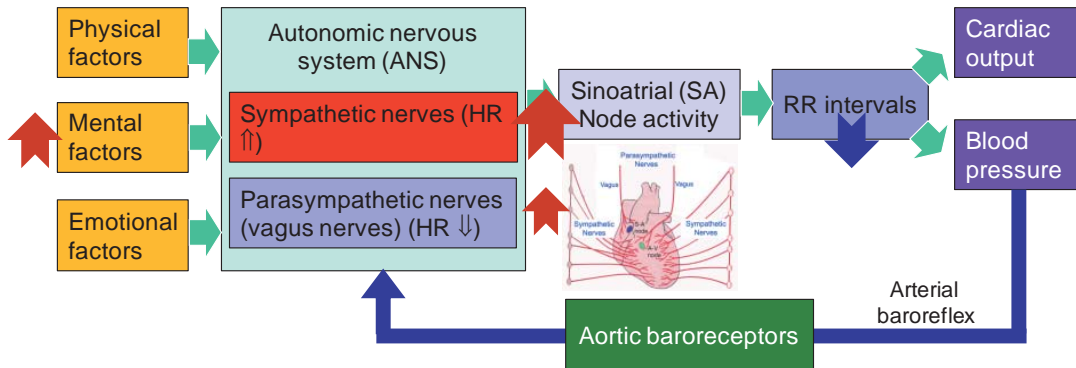 Physical
factors
Mental
factors
Emotional
factors
Autonomic nervous
system (ANS)
Sympathetic nerves (HR
⇑)
Parasympathetic nerves
(vagus nerves) (HR ⇓)
Sinoatrial (SA)
Node activity
RR intervals
Cardiac
output
Blood
pressure
Parasympathetic
Nerves
Vagus
Vagus
Sympathetic
Nerves
Sympathetic
Nerves
S-A
node
A-V
node
Arterial
baroreflex
Aortic baroreceptors